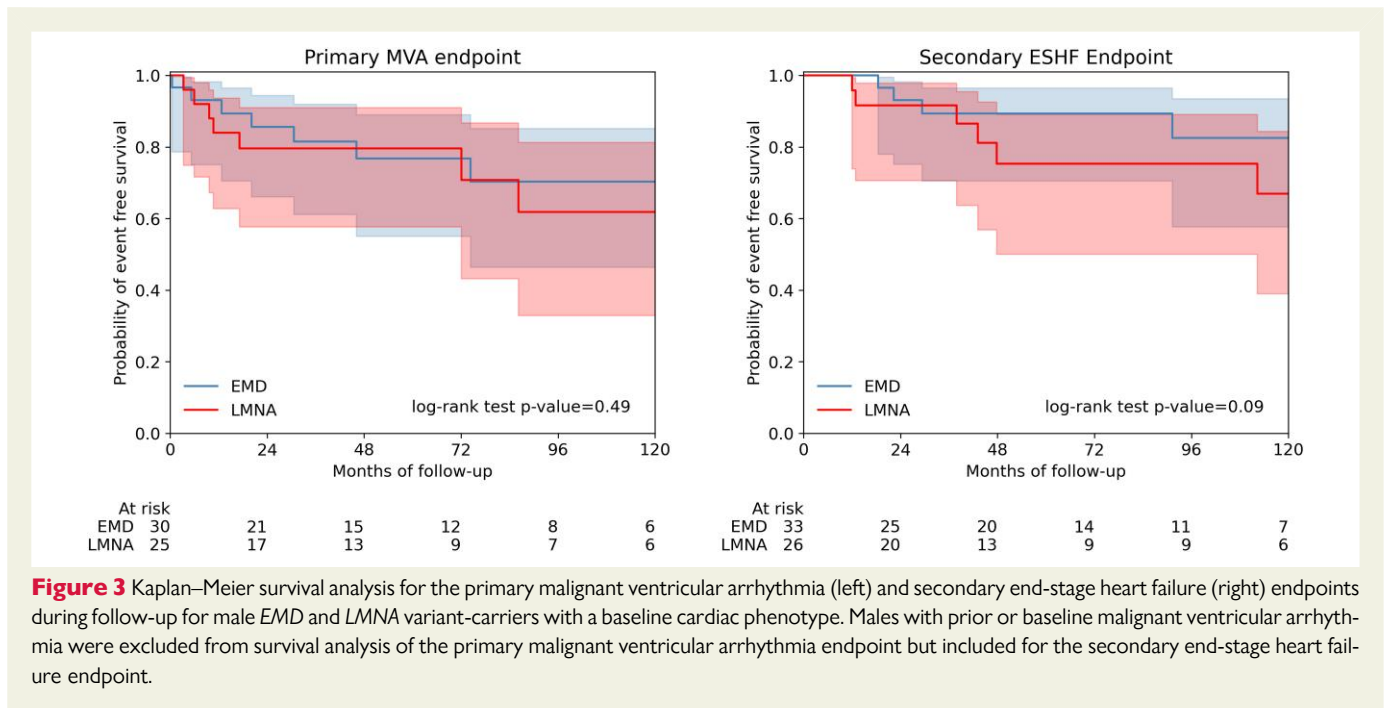 Primary MVA endpoint
1.0
0.8
0.6
0.4
0.2
0.0
Probability of event free survival
EMD
LMNA
log-rank test p-value=0.49
0 24 48 72 96 120
Months of follow-up
At risk
EMD 30 21 15 12 8 6
LMNA 25 17 13 9 7 6
Secondary ESHF Endpoint
1.0
0.8
0.6
0.4
0.2
0.0
Probability of event free survival
EMD
LMNA
log-rank test p-value=0.09
0 24 48 72 96 120
Months of follow-up
At risk
EMD 33 25 20 14 11 7
LMNA 26 20 13 9 9 6
Figure 3 Kaplan–Meier survival analysis for the primary malignant ventricular arrhythmia (left) and secondary end-stage heart failure (right) endpoints
during follow-up for male EMD and LMNA variant-carriers with a baseline cardiac phenotype. Males with prior or baseline malignant ventricular arrhyth-
mia were excluded from survival analysis of the primary malignant ventricular arrhythmia endpoint but included for the secondary end-stage heart fail-
ure endpoint.